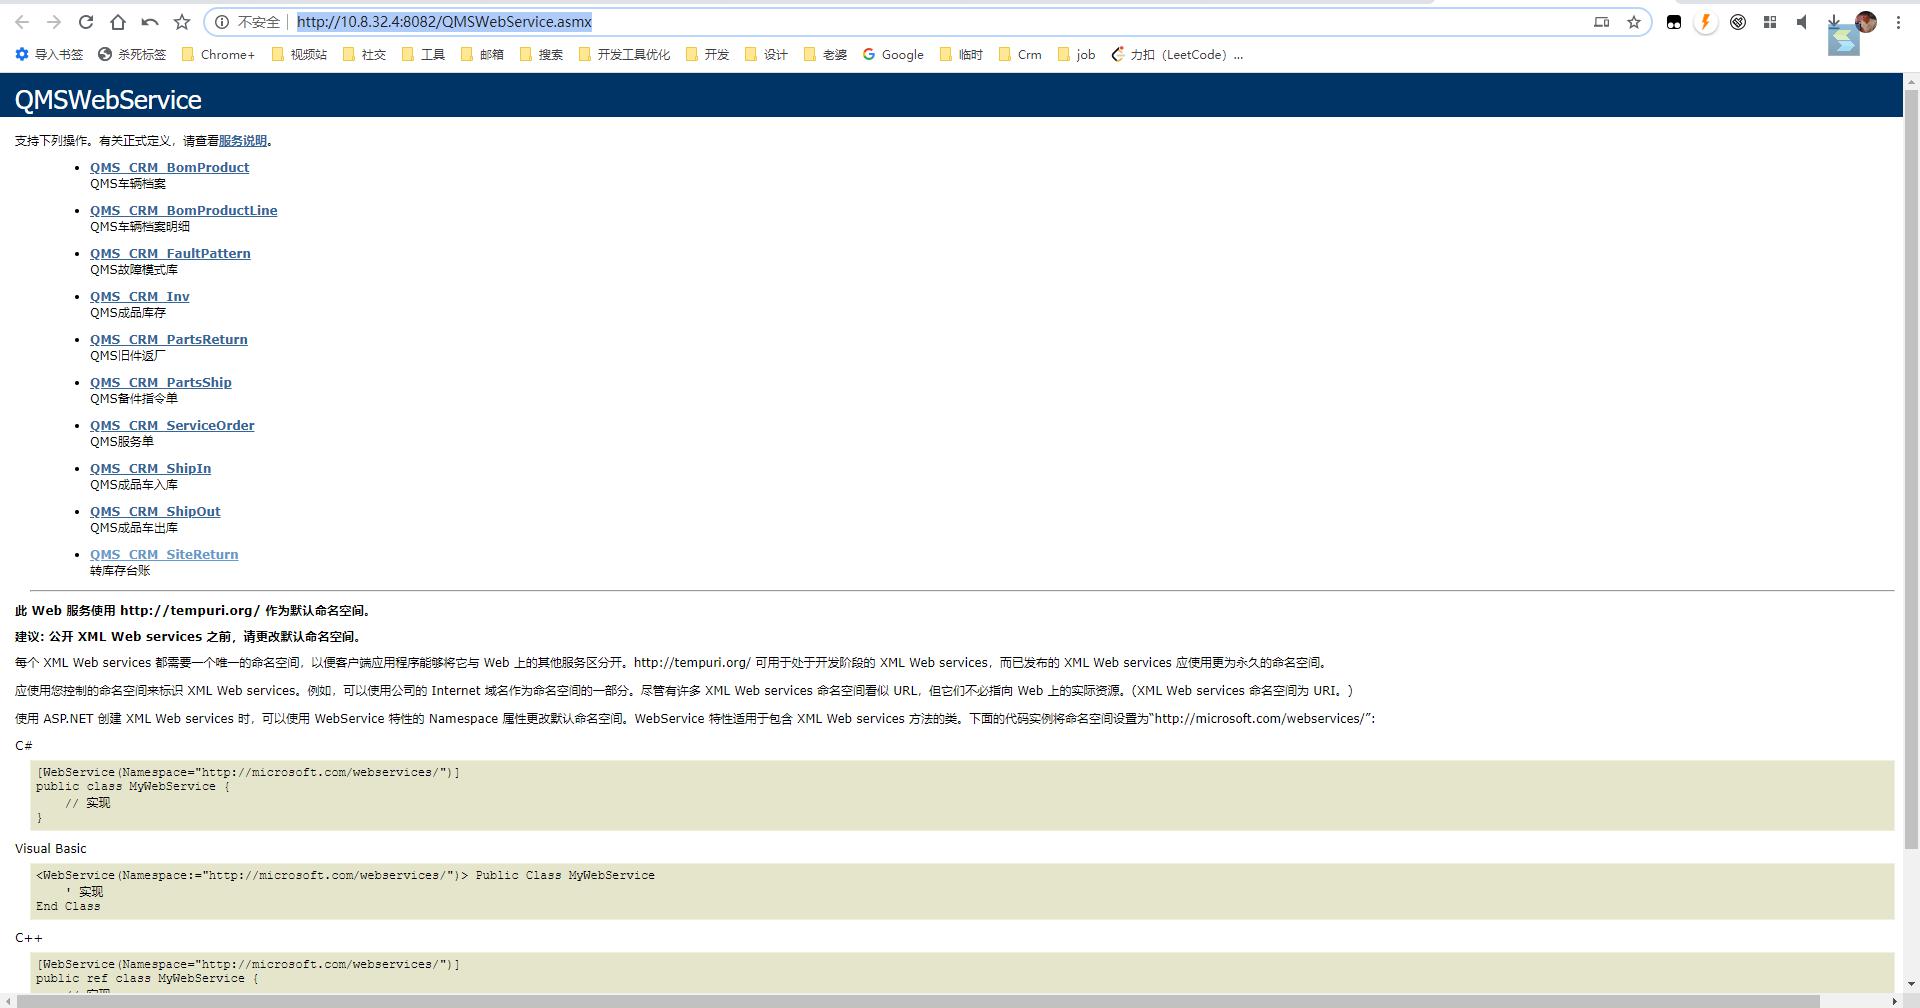 不安全 http://10.8.32.4:8082/QMSWebService.asmx
导入书签 杀死标签 Chrome+ 视频站 社交 工具 邮箱 搜索 开发工具优化 开发 设计 老婆 Google 临时 Crm job 力扣（LeetCode）...
QMSWebService
支持下列操作。有关正式定义，请查看服务说明。
QMS_CRM_BomProduct
QMS车辆档案
QMS_CRM_BomProductLine
QMS车辆档案明细
QMS_CRM_FaultPattern
QMS故障模式库
QMS_CRM_Inv
QMS成品库存
QMS_CRM_PartsReturn
QMS旧件返厂
QMS_CRM_PartsShip
QMS备件指令单
QMS_CRM_ServiceOrder
QMS服务单
QMS_CRM_ShipIn
QMS成品车入库
QMS_CRM_ShipOut
QMS成品车出库
QMS_CRM_SiteReturn
转库存台账
此 Web 服务使用 http://tempuri.org/ 作为默认命名空间。
建议: 公开 XML Web services 之前，请更改默认命名空间。
每个 XML Web services 都需要一个唯一的命名空间，以便客户端应用程序能够将它与 Web 上的其他服务区分开。http://tempuri.org/ 可用于处于开发阶段的 XML Web services，而已发布的 XML Web services 应使用更为永久的命名空间。
应使用您控制的命名空间来标识 XML Web services。例如，可以使用公司的 Internet 域名作为命名空间的一部分。尽管有许多 XML Web services 命名空间看似 URL，但它们不必指向 Web 上的实际资源。(XML Web services 命名空间为 URI。)
使用 ASP.NET 创建 XML Web services 时，可以使用 WebService 特性的 Namespace 属性更改默认命名空间。WebService 特性适用于包含 XML Web services 方法的类。下面的代码实例将命名空间设置为“http://microsoft.com/webservices/”:
C#
[WebService(Namespace="http://microsoft.com/webservices/")]
public class MyWebService {
// 实现
}
Visual Basic
<WebService(Namespace:="http://microsoft.com/webservices/")> Public Class MyWebService
' 实现
End Class
C++
[WebService(Namespace="http://microsoft.com/webservices/")]
public ref class MyWebService {
// 实现